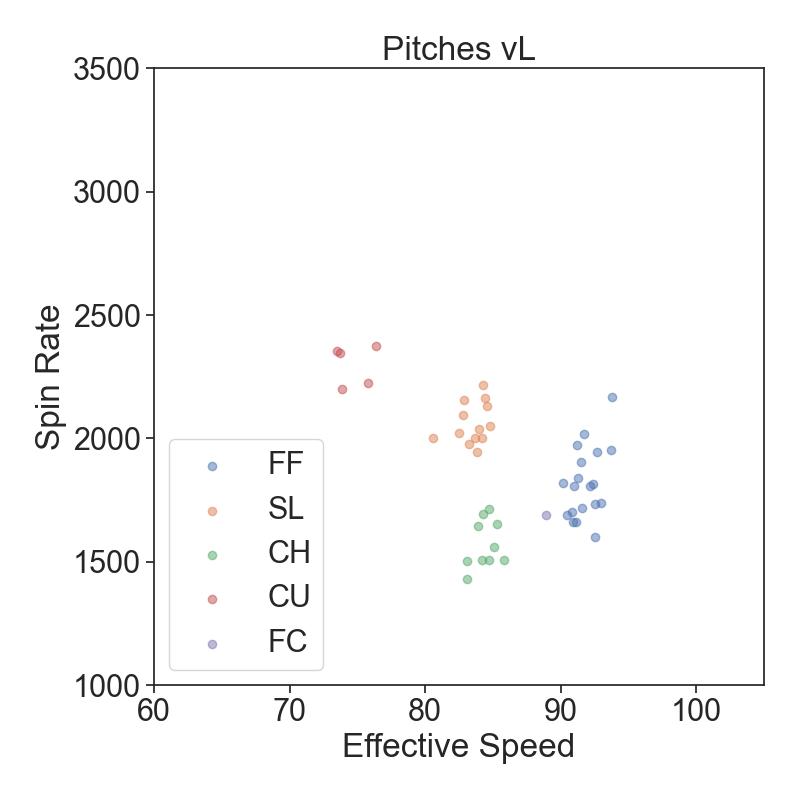 Pitches vL
3500
3000
2500
2000
1500
1000
Spin Rate
FF
SL
CH
CU
FC
60 70 80 90 100
Effective Speed